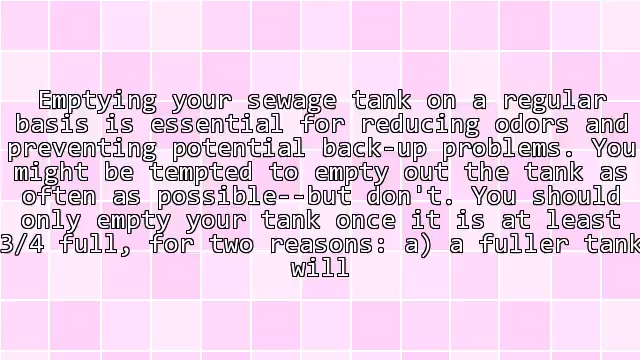 Emptying your sewage tank on a regular
basis is essential for reducing odors and
preventing potential back-up problems. You
might be tempted to empty out the tank as
often as possible--but don't. You should
only empty your tank once it is at least
3/4 full, for two reasons: a) a fuller tank
will